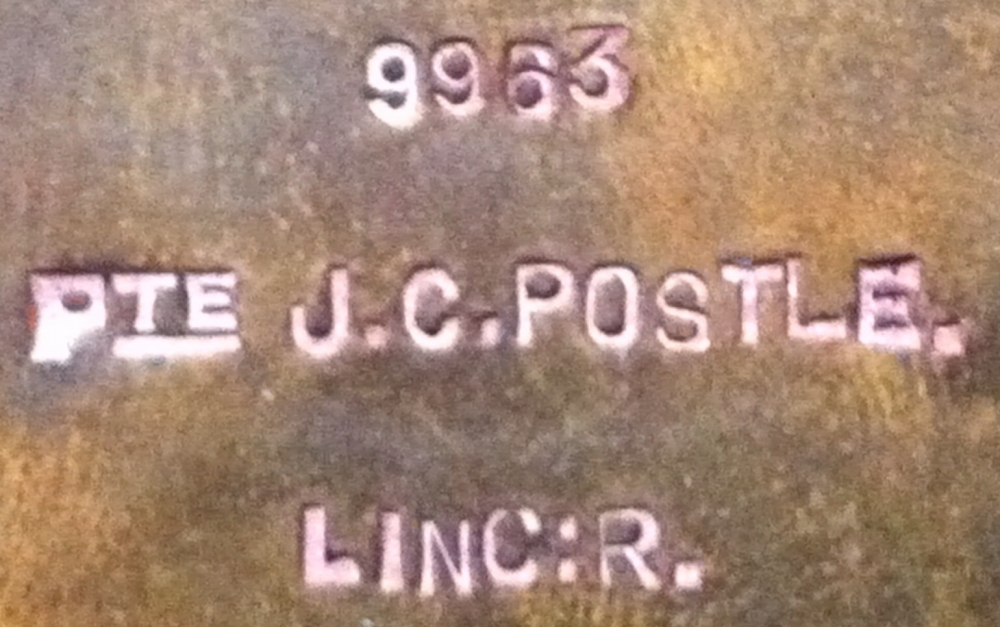 9963
PTE J.C.POSTLE.
LINC:R.